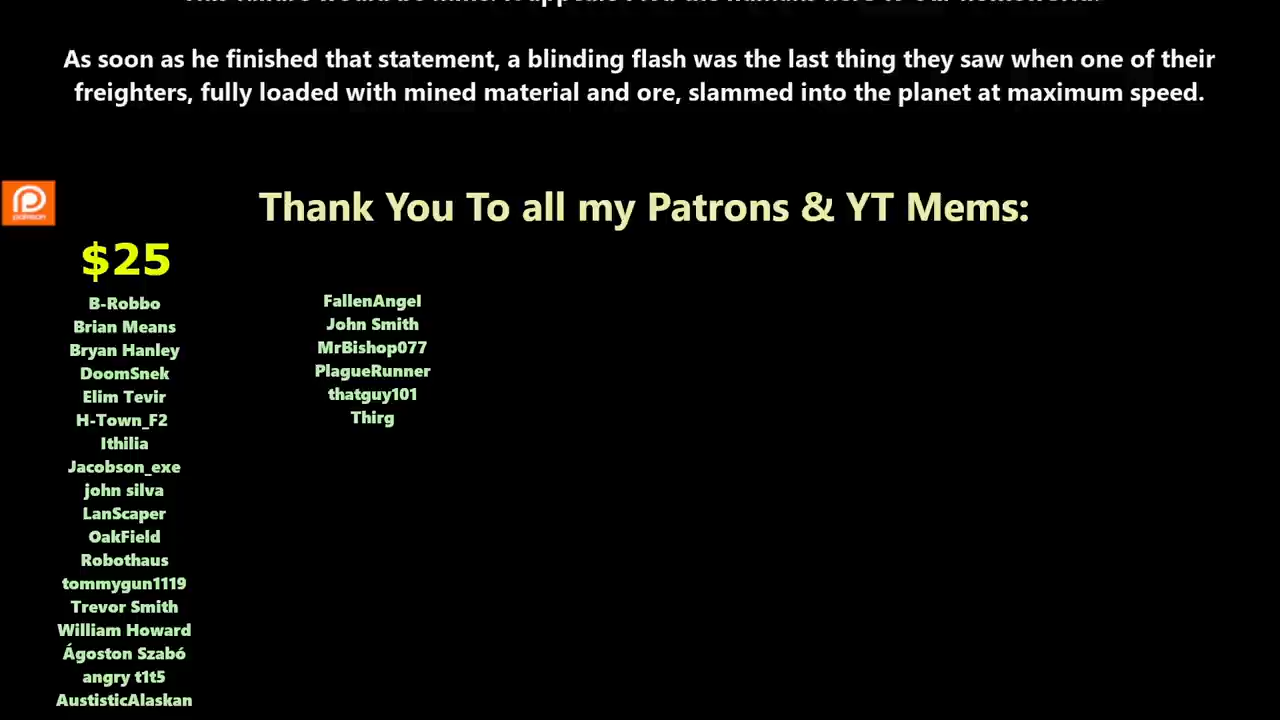 As soon as he finished that statement, a blinding flash was the last thing they saw when one of their
freighters, fully loaded with mined material and ore, slammed into the planet at maximum speed.
Thank You To all my Patrons & YT Mems:
$25
B-Robbo
Brian Means
Bryan Hanley
DoomSnek
Elim Tevir
H-Town_F2
Ithilia
Jacobson_exe
john silva
LanScaper
OakField
Robothaus
tommygun1119
Trevor Smith
William Howard
Ágoston Szabó
angry t1t5
AustisticAlaskan
FallenAngel
John Smith
MrBishop077
PlagueRunner
thatguy101
Thirg